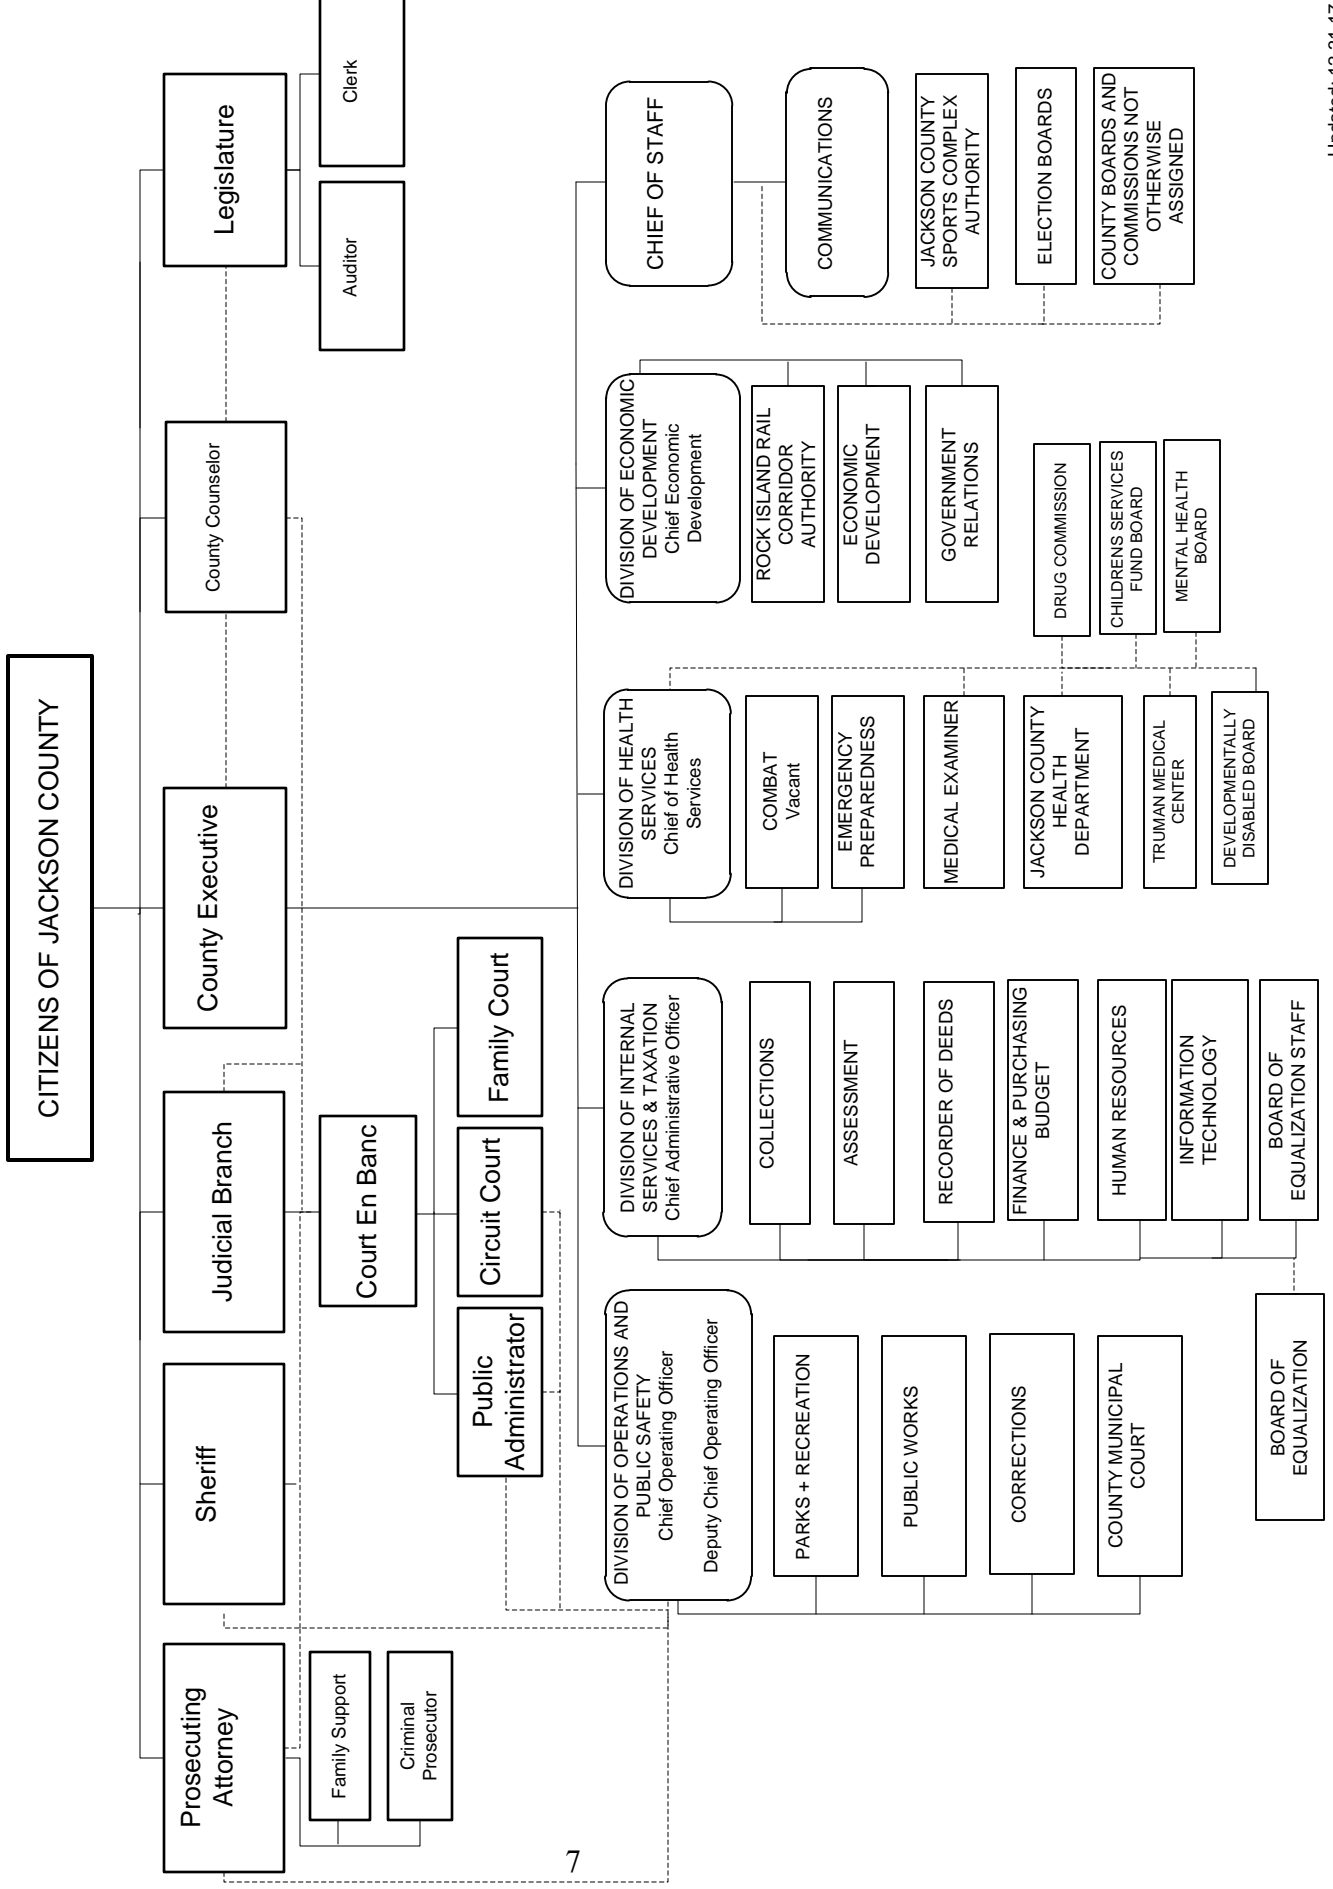 CITIZENS OF JACKSON COUNTY
Prosecuting
Attorney
Sheriff
Judicial Branch
County Executive
County Counselor
Legislature
Family Support
Criminal
Prosecutor
Court En Banc
Auditor
Clerk
Public
Administrator
Circuit Court
Family Court
DIVISION OF OPERATIONS AND
PUBLIC SAFETY
Chief Operating Officer
Deputy Chief Operating Officer
PARKS + RECREATION
PUBLIC WORKS
CORRECTIONS
COUNTY MUNICIPAL
COURT
DIVISION OF INTERNAL
SERVICES & TAXATION
Chief Administrative Officer
COLLECTIONS
ASSESSMENT
RECORDER OF DEEDS
FINANCE & PURCHASING
BUDGET
HUMAN RESOURCES
INFORMATION
TECHNOLOGY
BOARD OF
EQUALIZATION STAFF
BOARD OF
EQUALIZATION
DIVISION OF HEALTH
SERVICES
Chief of Health
Services
COMBAT
Vacant
EMERGENCY
PREPAREDNESS
MEDICAL EXAMINER
JACKSON COUNTY
HEALTH
DEPARTMENT
TRUMAN MEDICAL
CENTER
DEVELOPMENTALLY
DISABLED BOARD
DRUG COMMISSION
CHILDRENS SERVICES
FUND BOARD
MENTAL HEALTH
BOARD
DIVISION OF ECONOMIC
DEVELOPMENT
Chief Economic
Development
ROCK ISLAND RAIL
CORRIDOR
AUTHORITY
ECONOMIC
DEVELOPMENT
GOVERNMENT
RELATIONS
CHIEF OF STAFF
COMMUNICATIONS
JACKSON COUNTY
SPORTS COMPLEX
AUTHORITY
ELECTION BOARDS
COUNTY BOARDS AND
COMMISSIONS NOT
OTHERWISE
ASSIGNED
7